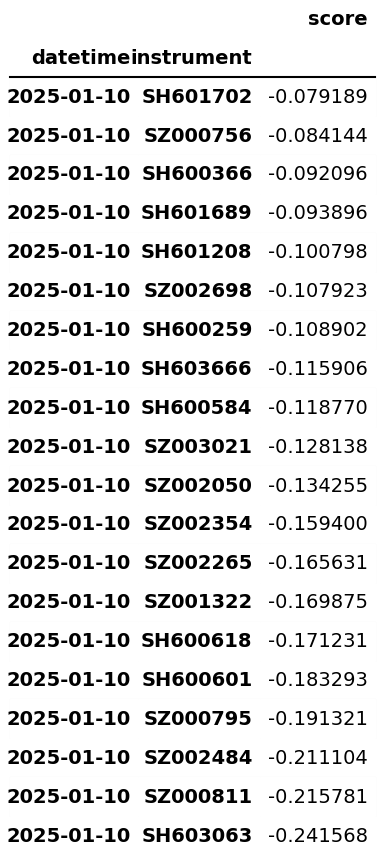 score
datetime instrument
2025-01-10 SH601702 -0.079189
2025-01-10 SZ000756 -0.084144
2025-01-10 SH600366 -0.092096
2025-01-10 SH601689 -0.093896
2025-01-10 SH601208 -0.100798
2025-01-10 SZ002698 -0.107923
2025-01-10 SH600259 -0.108902
2025-01-10 SH603666 -0.115906
2025-01-10 SH600584 -0.118770
2025-01-10 SZ003021 -0.128138
2025-01-10 SZ002050 -0.134255
2025-01-10 SZ002354 -0.159400
2025-01-10 SZ002265 -0.165631
2025-01-10 SZ001322 -0.169875
2025-01-10 SH600618 -0.171231
2025-01-10 SH600601 -0.183293
2025-01-10 SZ000795 -0.191321
2025-01-10 SZ002484 -0.211104
2025-01-10 SZ000811 -0.215781
2025-01-10 SH603063 -0.241568